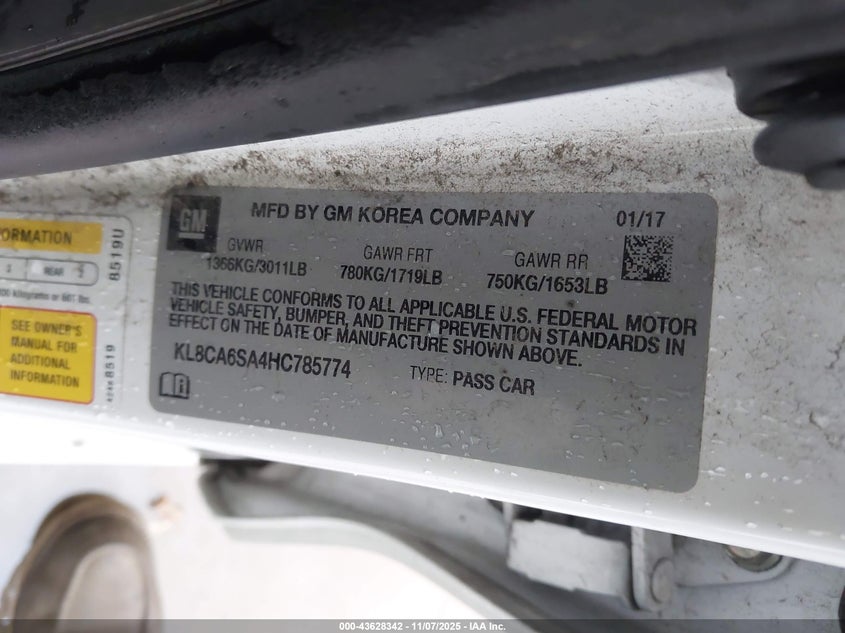 GM
MFD BY GM KOREA COMPANY 01/17
GVWR GAWR FRT GAWR RR
1366KG/3011LB 780KG/1719LB 750KG/1653LB
THIS VEHICLE CONFORMS TO ALL APPLICABLE U.S. FEDERAL MOTOR
VEHICLE SAFETY, BUMPER, AND THEFT PREVENTION STANDARDS IN
EFFECT ON THE DATE OF MANUFACTURE SHOWN ABOVE.
KL8CA6SA4HC785774 TYPE: PASS CAR
REAR
SEE OWNER'S
MANUAL FOR
ADDITIONAL
INFORMATION
8519U
8519
000-43628342 - 11/07/2025 - IAA Inc.